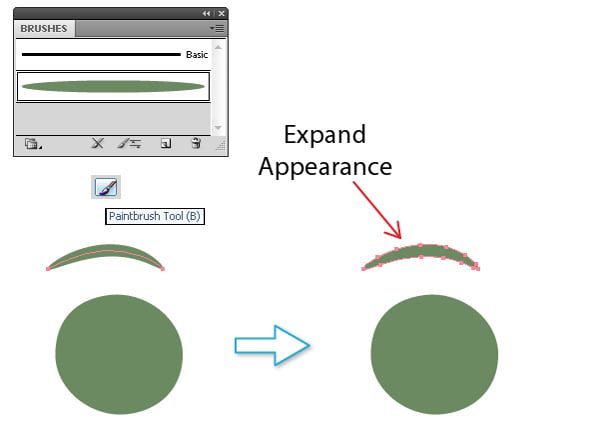 BRUSHES
Basic
Expand
Appearance
Paintbrush Tool (B)